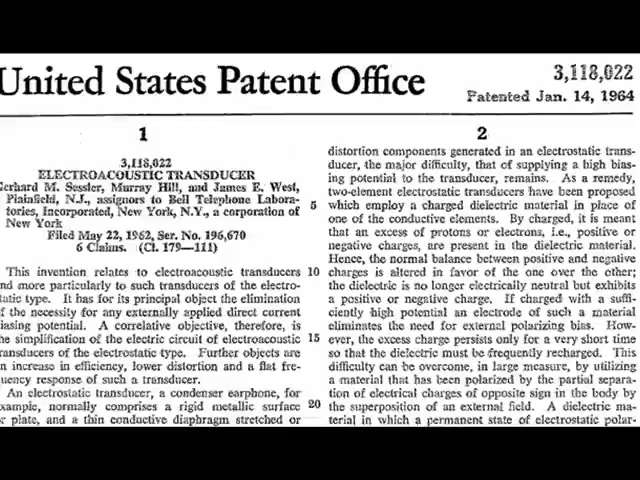 United States Patent Office
3,118,022
Patented Jan. 14, 1964
1
3,118,022
ELECTROACOUSTIC TRANSDUCER
erhard M. Sessler, Murray Hill, and James E. West,
Plainfield, N.J., assignors to Bell Telephone Labora-
tories, Incorporated, New York, N.Y., a corporation of
New York
Filed May 22, 1962, Ser. No. 196,670
6 Claims. (Cl. 179—111)
This invention relates to electroacoustic transducers
nd more particularly to such transducers of the electro-
tatic type. It has for its principal object the elimination
f the necessity for any externally applied direct current
iasing potential. A correlative objective, therefore, is
he simplification of the electric circuit of electroacoustic
ransducers of the electrostatic type. Further objects are
n increase in efficiency, lower distortion and a flat fre-
uency response of such a transducer.
An electrostatic transducer, a condenser earphone, for
xample, normally comprises a rigid metallic surface
r plate, and a thin conductive diaphragm stretched or
5
10
15
20
2
distortion components generated in an electrostatic trans-
ducer, the major difficulty, that of supplying a high bias-
ing potential to the transducer, remains. As a remedy,
two-element electrostatic transducers have been proposed
which employ a charged dielectric material in place of
one of the conductive elements. By charged, it is meant
that an excess of protons or electrons, i.e., positive or
negative charges, are present in the dielectric material.
Hence, the normal balance between positive and negative
charges is altered in favor of the one over the other;
the dielectric is no longer electrically neutral but exhibits
a positive or negative charge. If charged with a suffi-
ciently high potential an electrode of such a material
eliminates the need for external polarizing bias. How-
ever, the excess charge persists only for a very short time
so that the dielectric must be frequently recharged. This
difficulty can be overcome, in large measure, by utilizing
a material that has been polarized by the partial separa-
tion of electrical charges of opposite sign in the body by
the superposition of an external field. A dielectric ma-
terial in which a permanent state of electrostatic polar-